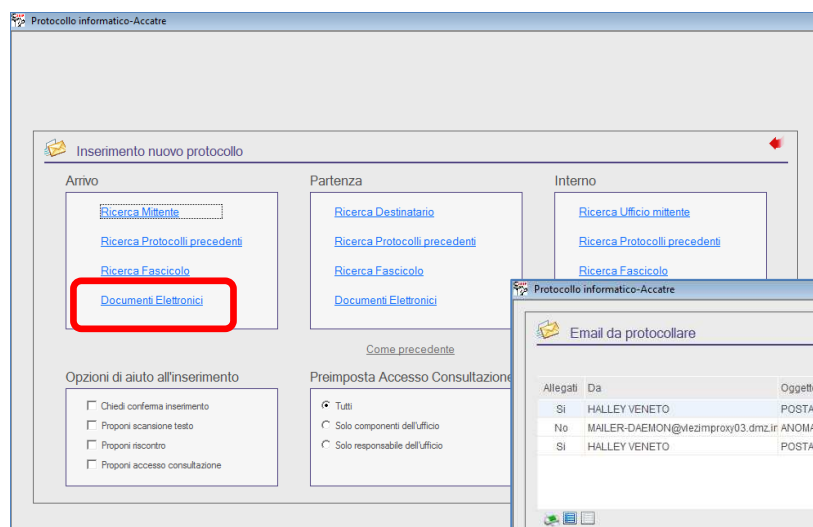 Protocollo informatico-Accatre
Inserimento nuovo protocollo
Arrivo
Ricerca Mittente
Ricerca Protocolli precedenti
Ricerca Fascicolo
Documenti Elettronici
Partenza
Ricerca Destinatario
Ricerca Protocolli precedenti
Ricerca Fascicolo
Documenti Elettronici
Interno
Ricerca Ufficio mittente
Ricerca Protocolli precedenti
Ricerca Fascicolo
Come precedente
Opzioni di aiuto all'inserimento
Chiedi conferma inserimento
Proponi scansione testo
Proponi riscontro
Proponi accesso consultazione
Preimposta Accesso Consultazione
Tutti
Solo componenti dell'ufficio
Solo responsabile dell'ufficio
Protocollo informatico-Accatre
Email da protocollare
Allegati Da Oggett
Si HALLEY VENETO POSTA
No MAILER-DAEMON@vlezimproxy03.dmz.ir ANOMA
Si HALLEY VENETO POSTA